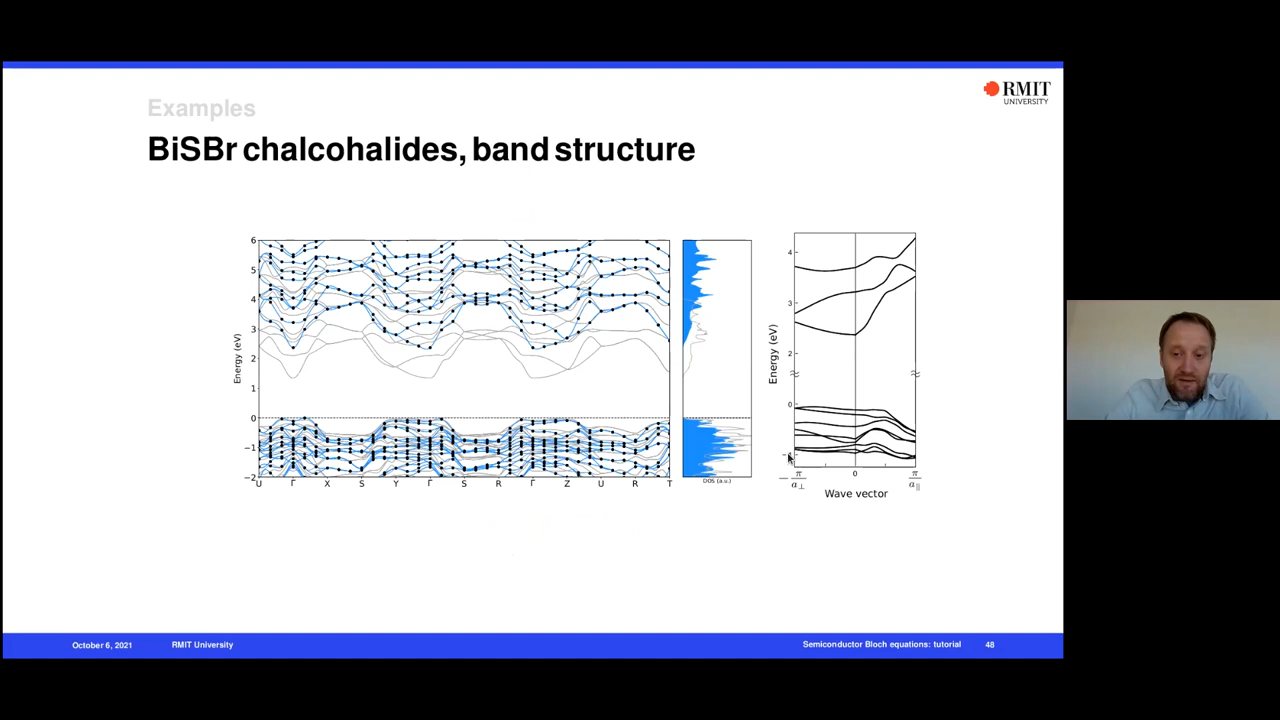 Examples
RMIT
UNIVERSITY
BiSBr chalcohalides, band structure
Energy (eV)
6
5
4
3
2
1
0
−1
−2
U Γ X S Y Γ S R Γ Z U R T
DOS (a.u.)
Energy (eV)
4
3
2
0
−π/a⊥ 0 π/a∥
Wave vector
October 6, 2021 RMIT University Semiconductor Bloch equations: tutorial 48